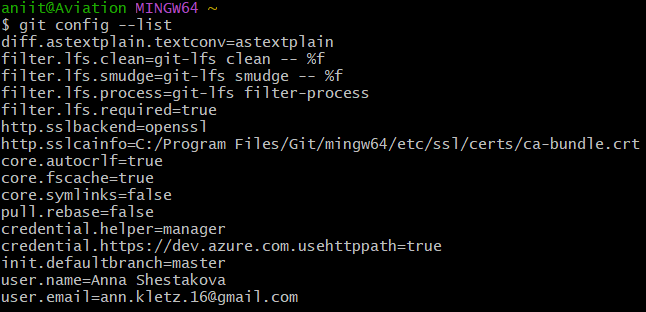 aniit@Aviation MINGW64 ~
$ git config --list
diff.astextplain.textconv=astextplain
filter.lfs.clean=git-lfs clean -- %f
filter.lfs.smudge=git-lfs smudge -- %f
filter.lfs.process=git-lfs filter-process
filter.lfs.required=true
http.sslbackend=openssl
http.sslcainfo=C:/Program Files/Git/mingw64/etc/ssl/certs/ca-bundle.crt
core.autocrlf=true
core.fscache=true
core.symlinks=false
pull.rebase=false
credential.helper=manager
credential.https://dev.azure.com.usehttppath=true
init.defaultbranch=master
user.name=Anna Shestakova
user.email=ann.kletz.16@gmail.com